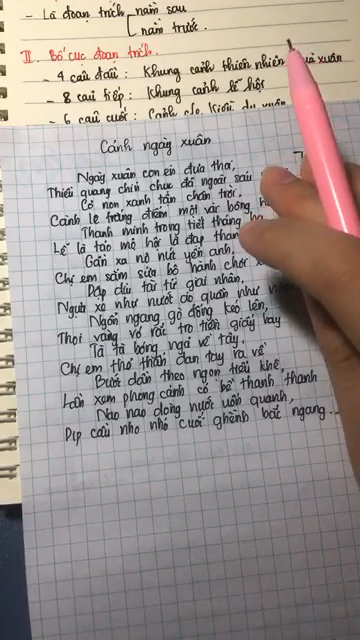 - Là đoạn trích nằm sau
nằm trước.
II. Bố cục đoạn trích.
- 4 câu đầu: Khung cảnh thiên nhiên xuân
- 8 câu tiếp: Khung cảnh lễ hội
- 6 câu cuối: Cảnh
Cảnh ngày xuân
Ngày xuân con én đưa thoi,
Thiều quang chín chục đã ngoài sáu
Cỏ non xanh tận chân trời.
Cành lê trắng điểm một vài bông
Thanh minh trong tiết tháng
Lễ là tảo mộ hội là đạp
Gần xa nô nức yến anh,
Chị em sắm sửa bộ hành chơi
Dập dìu tài tử giai nhân,
Ngựa xe như nước áo quần như
Ngổn ngang gò đống kéo lên,
Thoi vàng vó rắc tro tiền giấy bay
Tà tà bóng ngả về tây,
Chị em thơ thẩn dan tay ra về
Bước dần theo ngọn tiểu khê,
Lần xem phong cảnh có bề thanh thanh
Nao nao dòng nước uốn quanh,
Dịp cầu nho nhỏ cuối ghềnh bắc ngang...